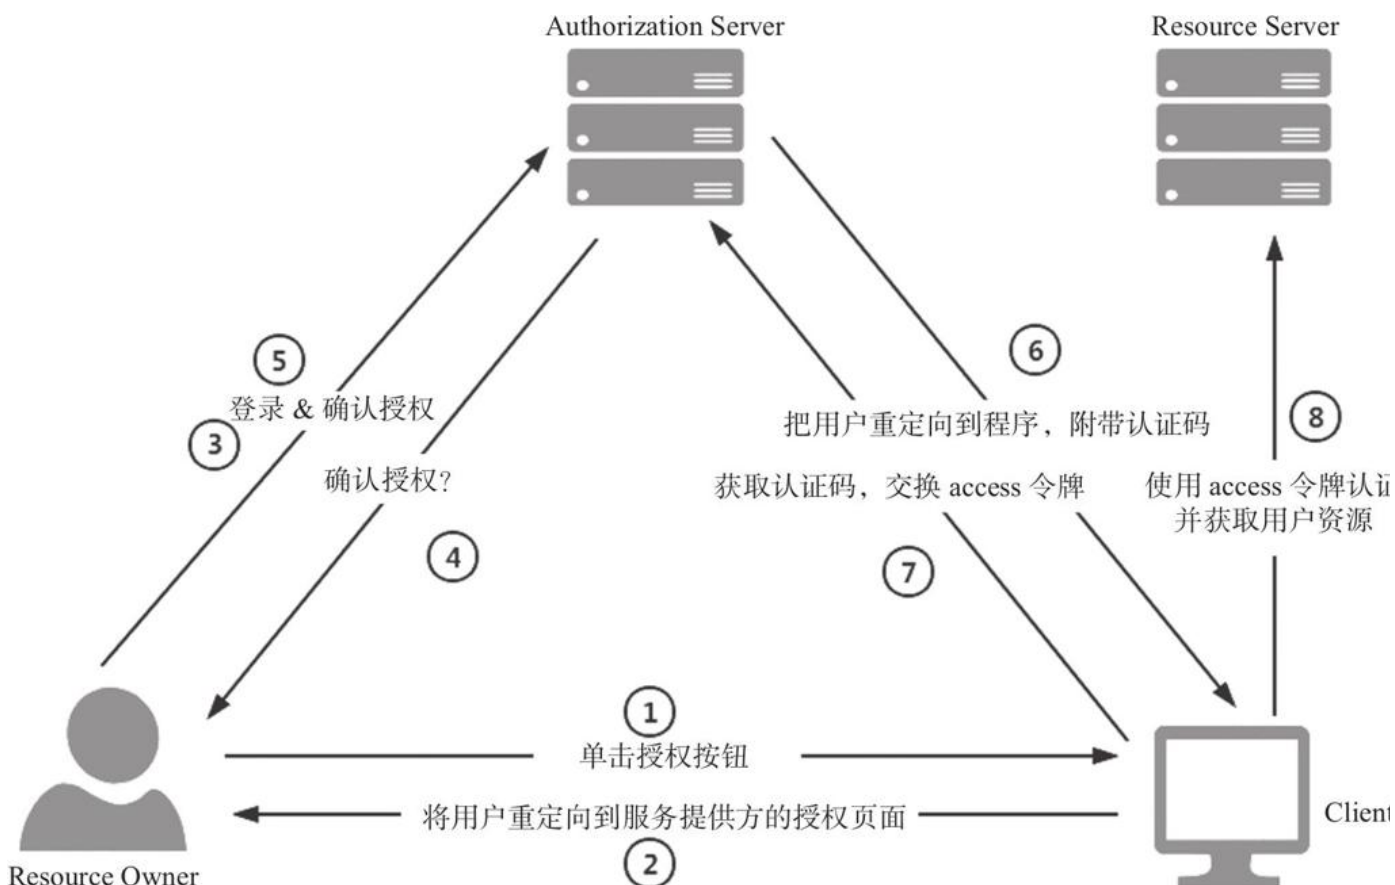 Authorization Server
Resource Server
5
登录 & 确认授权
3
确认授权？
4
6
把用户重定向到程序，附带认证码
获取认证码，交换 access 令牌
7
8
使用 access 令牌认证
并获取用户资源
1
单击授权按钮
将用户重定向到服务提供方的授权页面
2
Client
Resource Owner